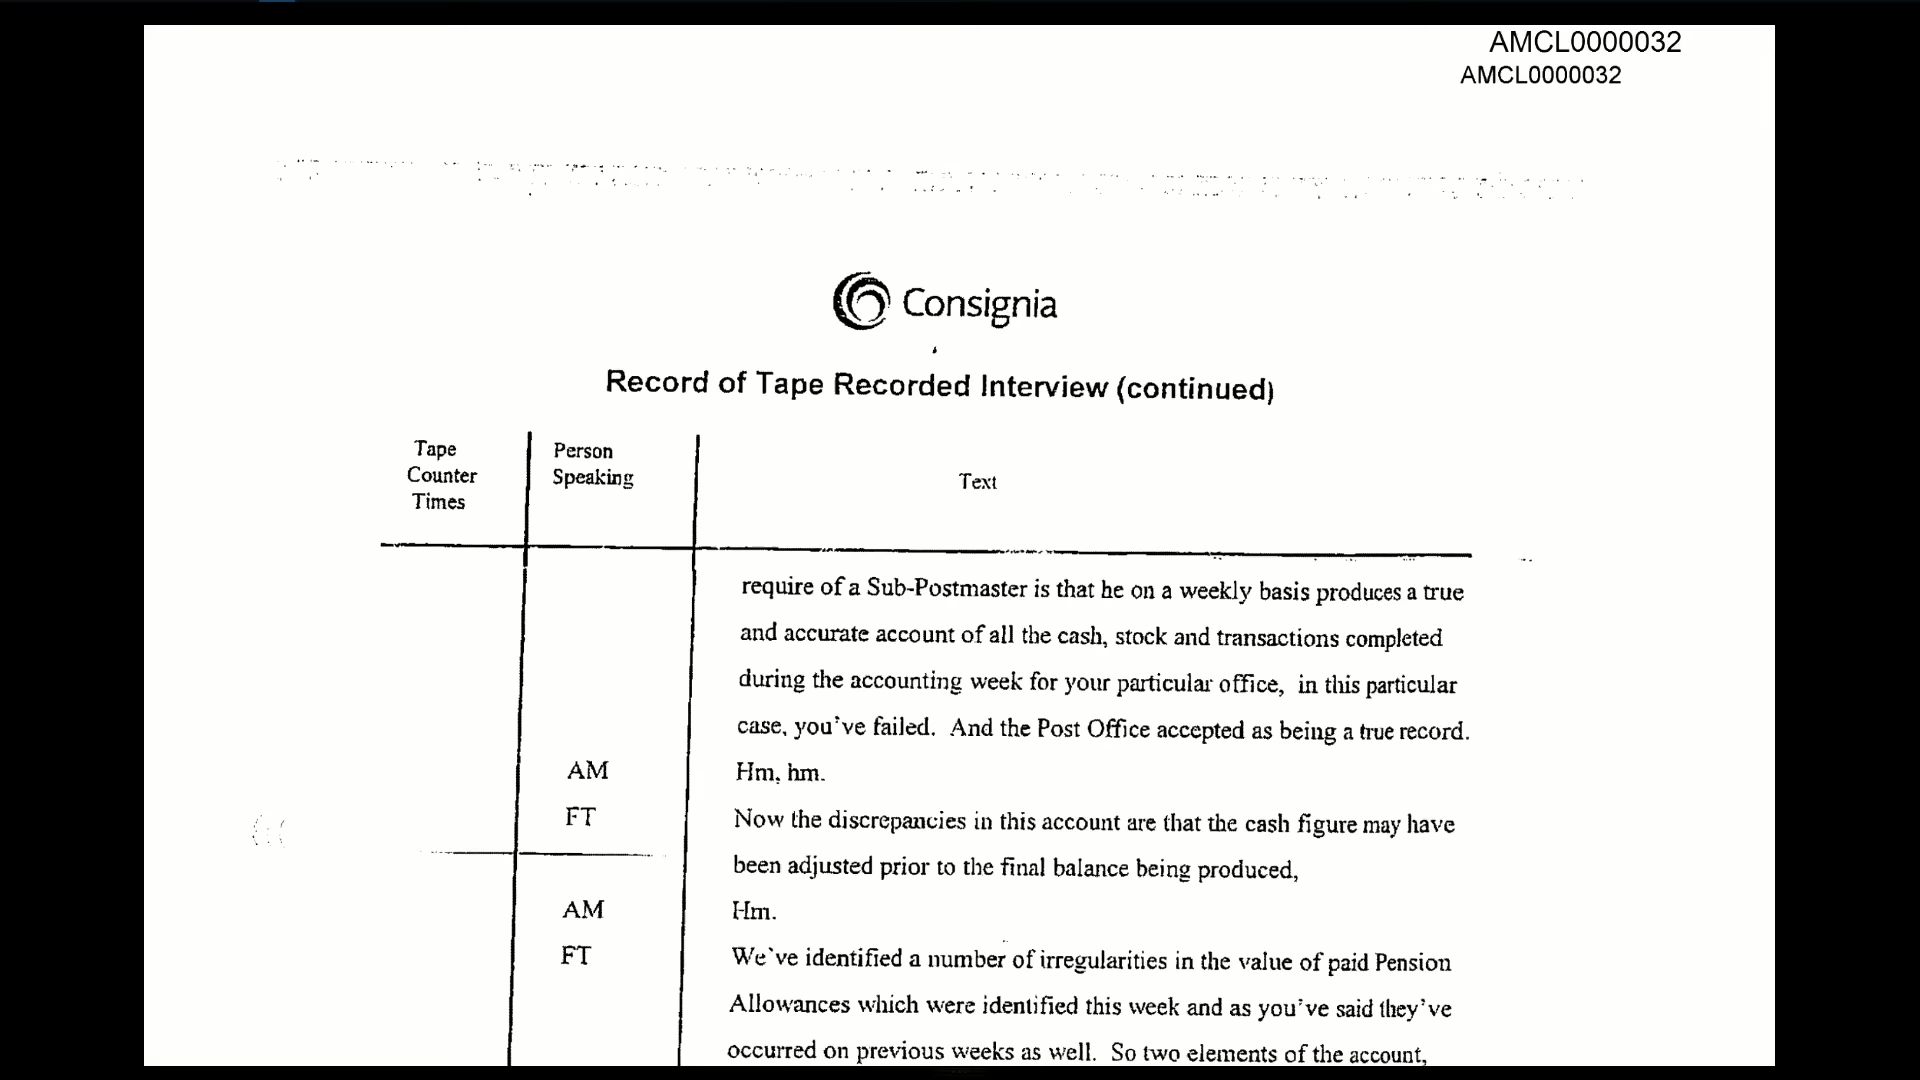 AMCL0000032
AMCL0000032
Consignia
Record of Tape Recorded Interview (continued)
Tape
Counter
Times
Person
Speaking
Text
require of a Sub-Postmaster is that he on a weekly basis produces a true
and accurate account of all the cash, stock and transactions completed
during the accounting week for your particular office, in this particular
case, you've failed. And the Post Office accepted as being a true record.
AM Hm, hm.
FT Now the discrepancies in this account are that the cash figure may have
been adjusted prior to the final balance being produced,
AM Hm.
FT We've identified a number of irregularities in the value of paid Pension
Allowances which were identified this week and as you've said they've
occurred on previous weeks as well. So two elements of the account,